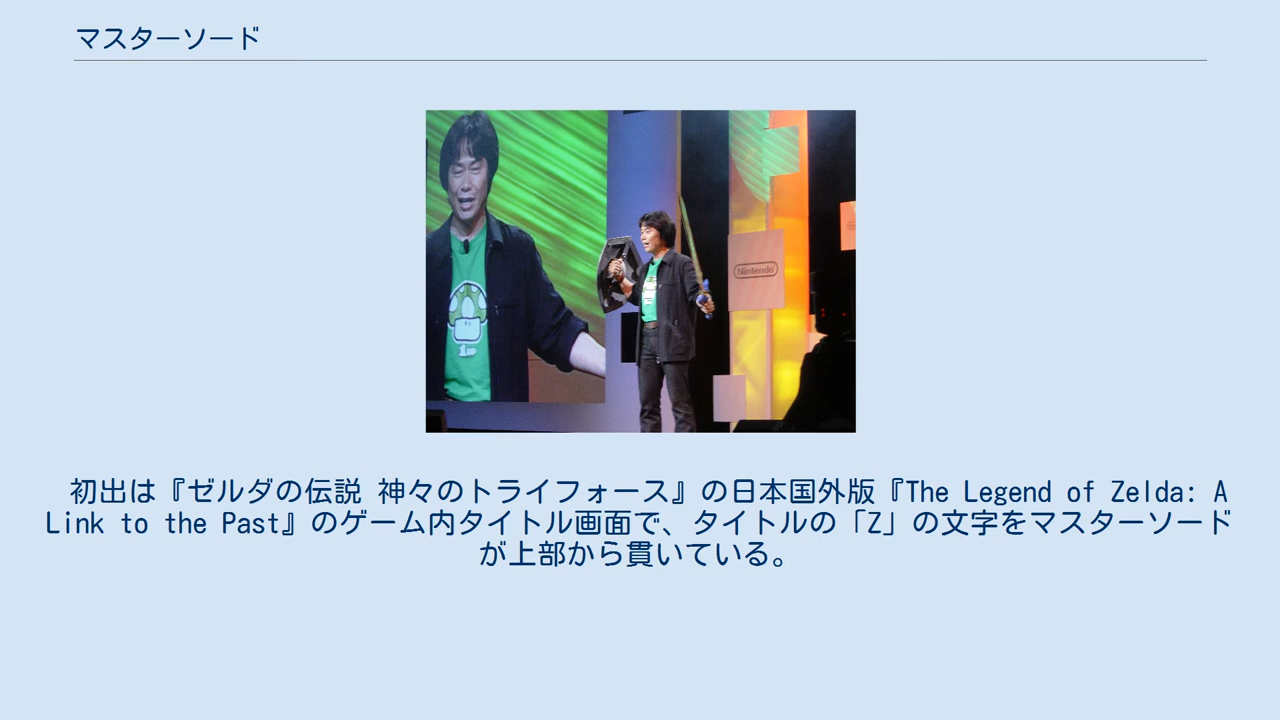 マスターソード
Nintendo
初出は『ゼルダの伝説 神々のトライフォース』の日本国外版『The Legend of Zelda: A
Link to the Past』のゲーム内タイトル画面で、タイトルの「Z」の文字をマスターソード
が上部から貫いている。